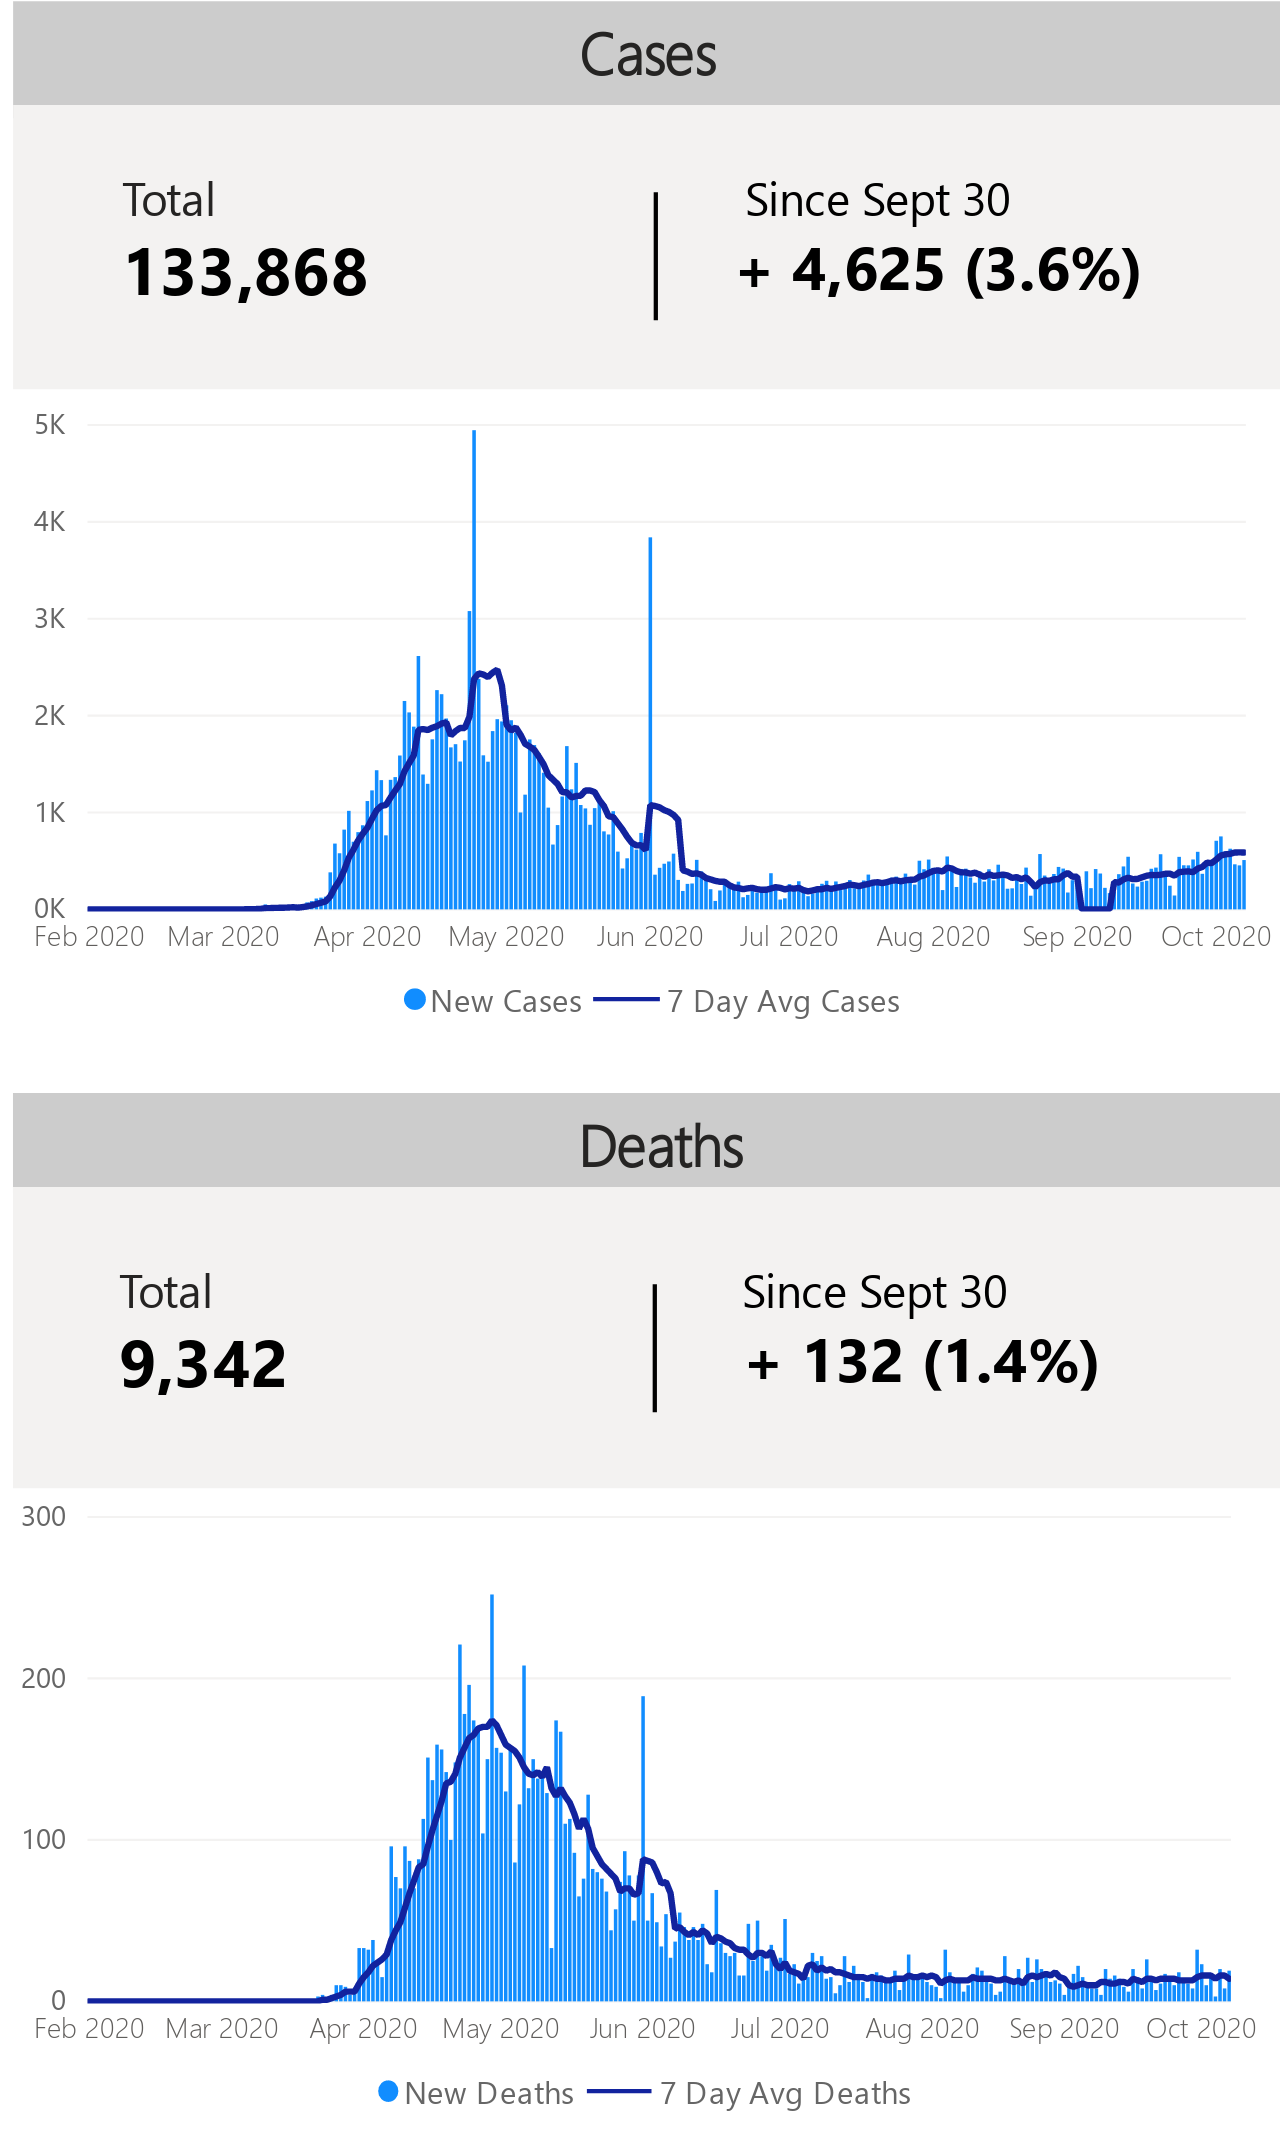 Cases
Total
Since Sept 30
133,868
+ 4,625 (3.6%)
5K
4K
3K
2K
1K
0K
Feb 2020 Mar 2020 Apr 2020 May 2020 Jun 2020 Jul 2020 Aug 2020 Sep 2020 Oct 2020
New Cases 7 Day Avg Cases
Deaths
Total
Since Sept 30
9,342
+ 132 (1.4%)
300
200
100
0
Feb 2020 Mar 2020 Apr 2020 May 2020 Jun 2020 Jul 2020 Aug 2020 Sep 2020 Oct 2020
New Deaths 7 Day Avg Deaths